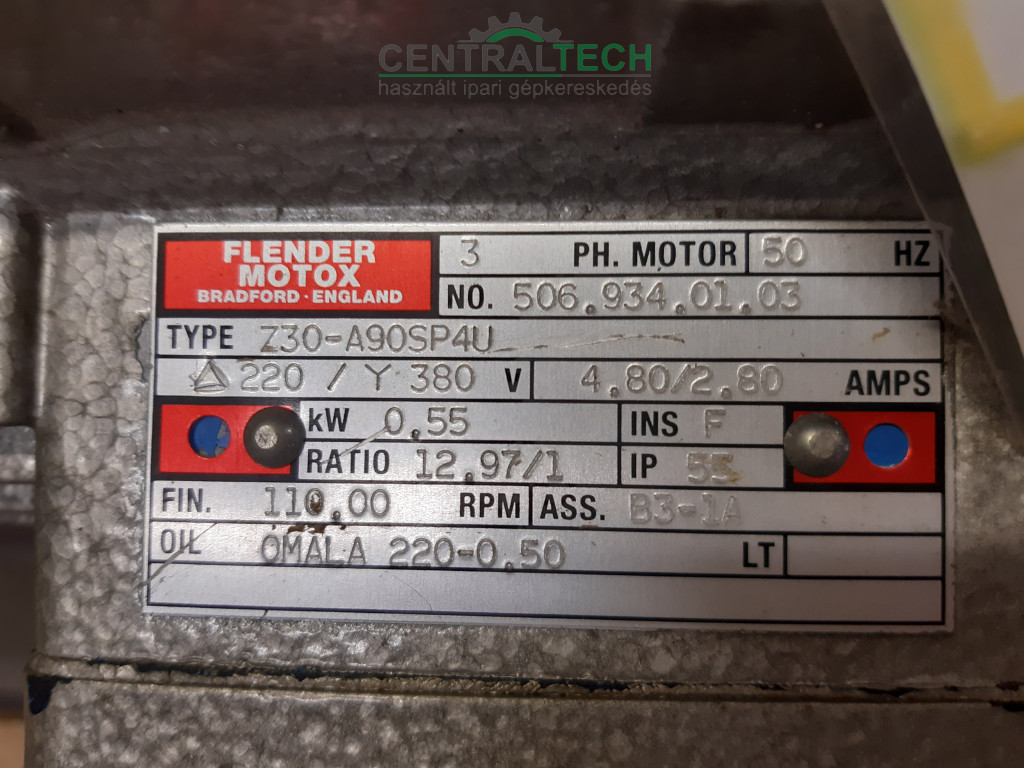 CENTRALTECH
használt ipari gépkereskedés
FLENDER
MOTOX
BRADFORD·ENGLAND
3 PH. MOTOR 50 HZ
NO. 506.934.01.03
TYPE Z30-A90SP4U
△ 220 / Y 380 V 4.80/2.80 AMPS
kW 0.55 INS F
RATIO 12.97/1 IP 55
FIN. 110.00 RPM ASS. B3-1A
OIL OMALA 220-0.50 LT